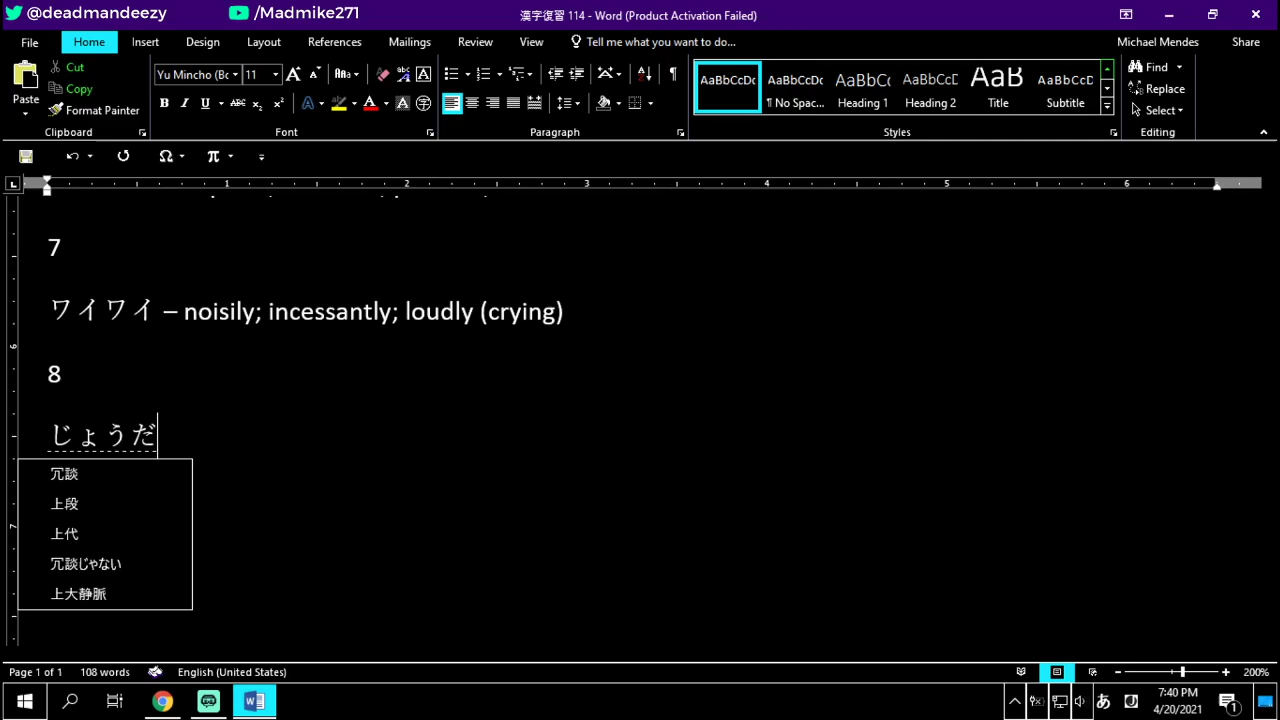 @deadmandeezy
/Madmike271
漢字復習 114 - Word (Product Activation Failed)
File
Home
Insert
Design
Layout
References
Mailings
Review
View
Tell me what you want to do...
Michael Mendes
Share
Paste
Cut
Copy
Format Painter
Clipboard
Yu Mincho (Bc
11
Font
Paragraph
AaBbCcDc
AaBbCcDc
¶ No Spac...
AaBbCc
Heading 1
AaBbCcD
Heading 2
AaB
Title
AaBbCcD
Subtitle
Styles
Find
Replace
Select
Editing
1 2 3 4 5 6
7
ワイワイ – noisily; incessantly; loudly (crying)
8
じょうだ
冗談
上段
上代
冗談じゃない
上大静脈
Page 1 of 1
108 words
English (United States)
200%
あ
7:40 PM
4/20/2021
1